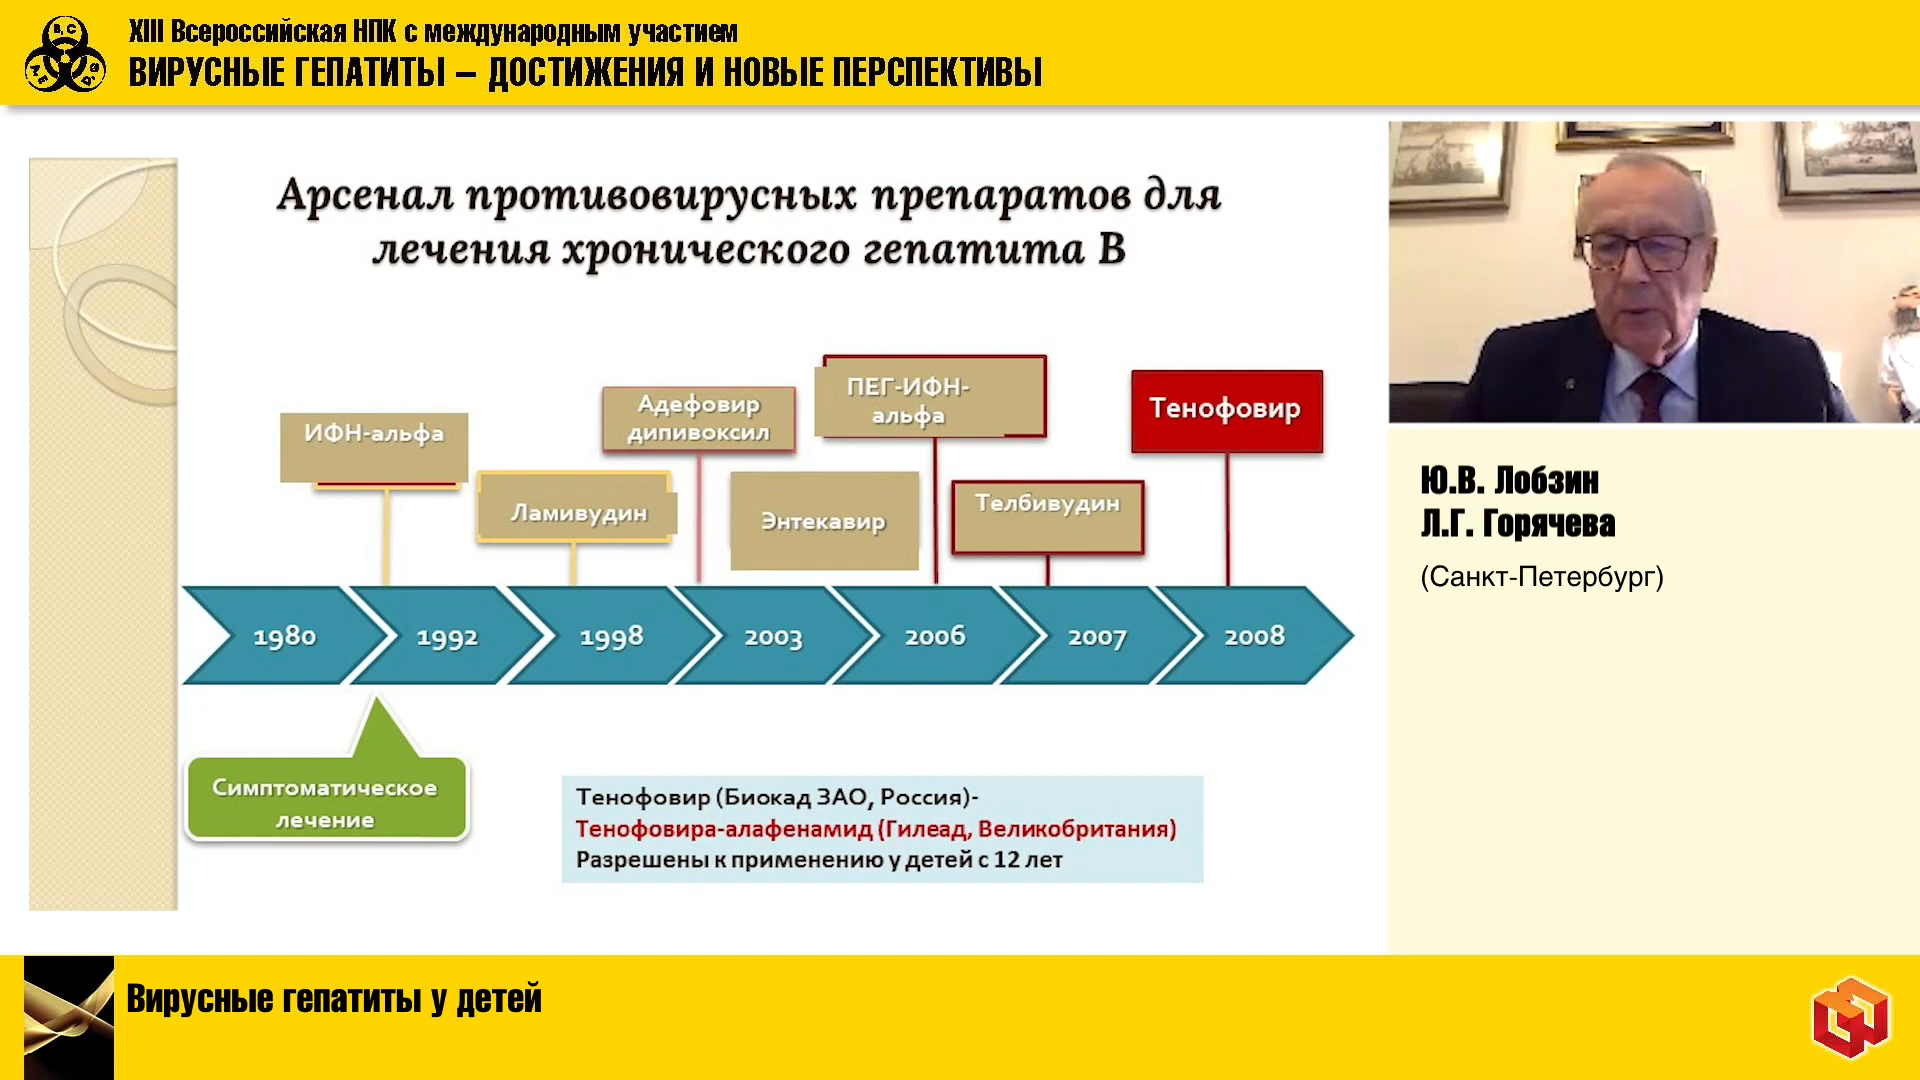 XIII Всероссийская НПК с международным участием
ВИРУСНЫЕ ГЕПАТИТЫ – ДОСТИЖЕНИЯ И НОВЫЕ ПЕРСПЕКТИВЫ
Арсенал противовирусных препаратов для
лечения хронического гепатита В
ИФН-альфа
Ламивудин
Адефовир
дипивоксил
Энтекавир
ПЕГ-ИФН-
альфа
Телбивудин
Тенофовир
1980
1992
1998
2003
2006
2007
2008
Симптоматическое
лечение
Тенофовир (Биокад ЗАО, Россия)-
Тенофовира-алафенамид (Гилеад, Великобритания)
Разрешены к применению у детей с 12 лет
Ю.В. Лобзин
Л.Г. Горячева
(Санкт-Петербург)
Вирусные гепатиты у детей